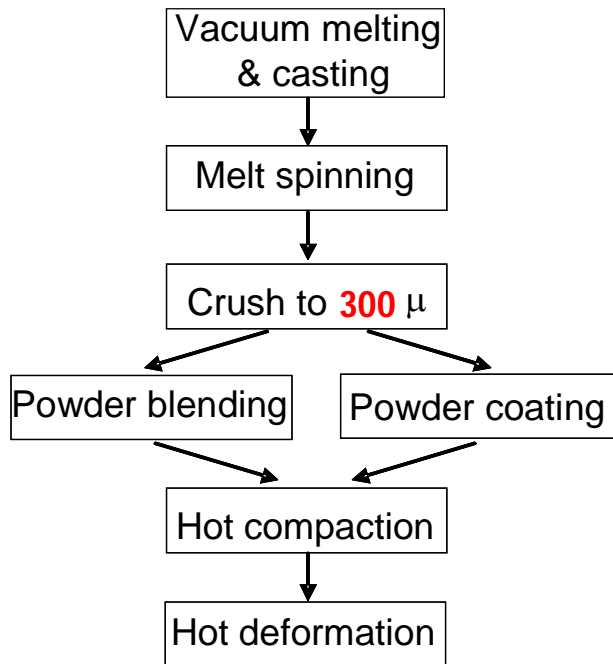 Vacuum melting
& casting
Melt spinning
Crush to 300 μ
Powder blending
Powder coating
Hot compaction
Hot deformation